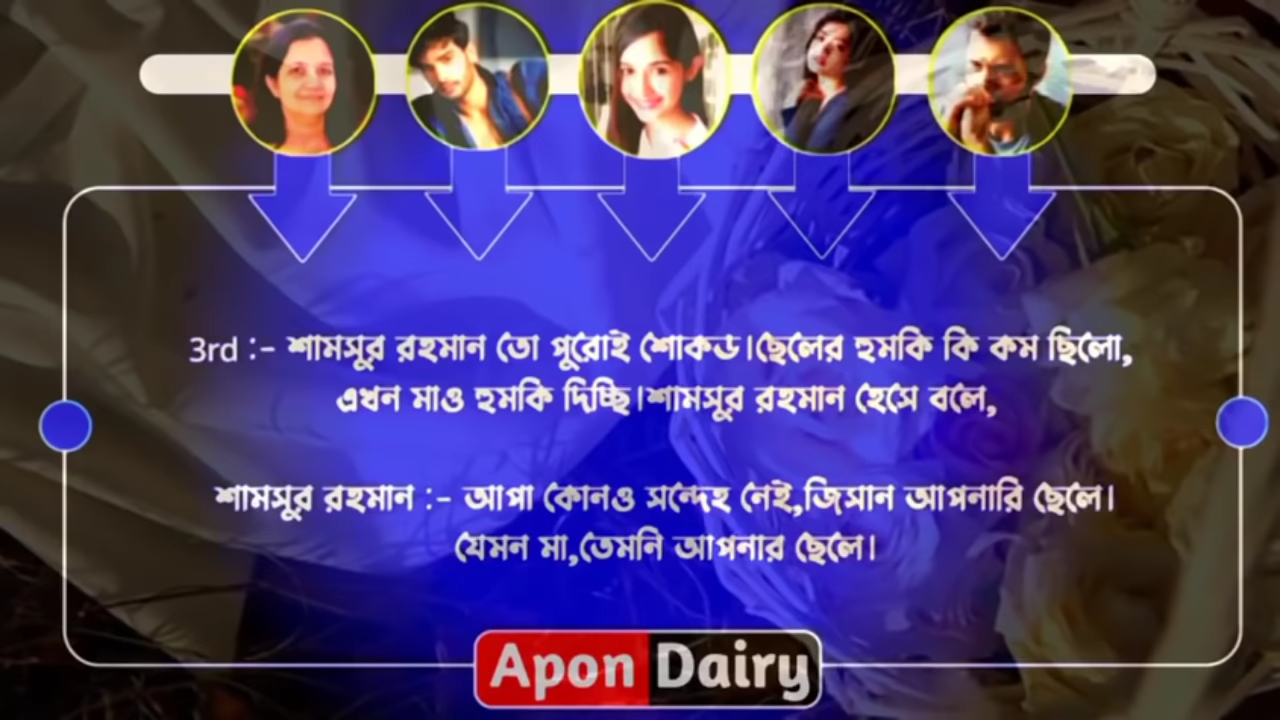 3rd :- শামসুর রহমান তো পুরোই শোকড।ছেলের হুমকি কি কম ছিলো,
এখন মাও হুমকি দিচ্ছি।শামসুর রহমান হেসে বলে,
শামসুর রহমান :- আপা কোনও সন্দেহ নেই,জিসান আপনারি ছেলে।
যেমন মা,তেমনি আপনার ছেলে।
Apon Dairy